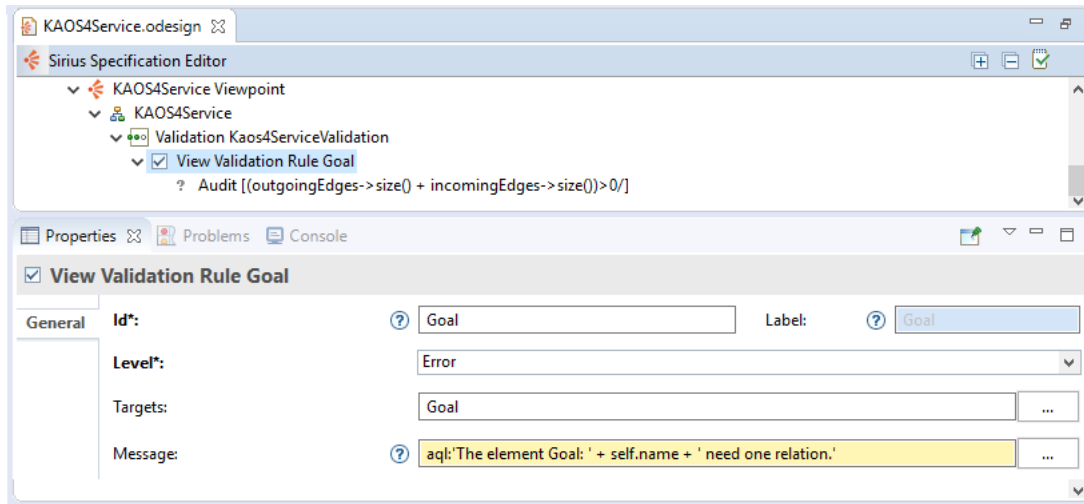 KAOS4Service.odesign
Sirius Specification Editor
KAOS4Service Viewpoint
KAOS4Service
Validation Kaos4ServiceValidation
View Validation Rule Goal
? Audit [(outgoingEdges->size() + incomingEdges->size())>0/]
Properties Problems Console
View Validation Rule Goal
General Id*: ? Goal Label: ? Goal
Level*: Error
Targets: Goal ...
Message: ? aql:'The element Goal: ' + self.name + ' need one relation.' ...